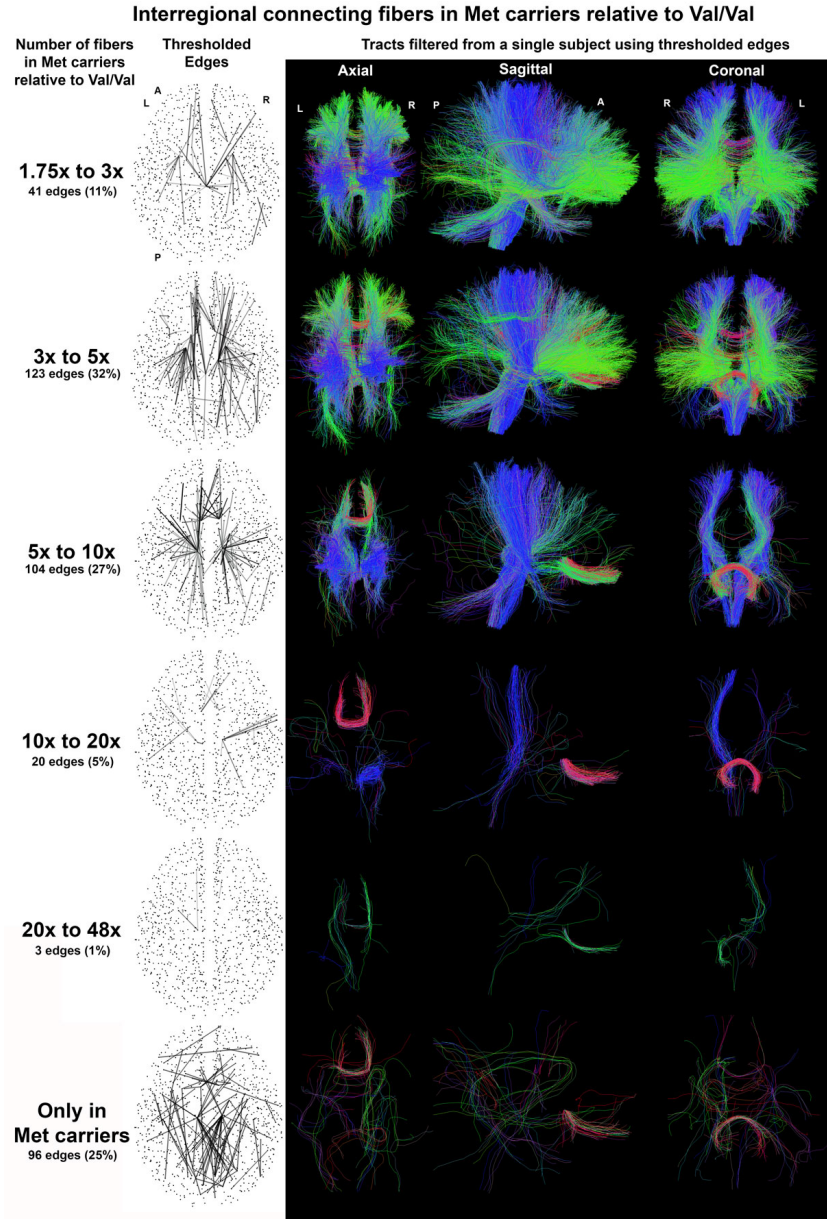 Interregional connecting fibers in Met carriers relative to Val/Val
Number of fibers
in Met carriers
relative to Val/Val
Thresholded
Edges
Tracts filtered from a single subject using thresholded edges
Axial
Sagittal
Coronal
A
L
R
P
L
R
P
A
R
L
1.75x to 3x
41 edges (11%)
3x to 5x
123 edges (32%)
5x to 10x
104 edges (27%)
10x to 20x
20 edges (5%)
20x to 48x
3 edges (1%)
Only in
Met carriers
96 edges (25%)